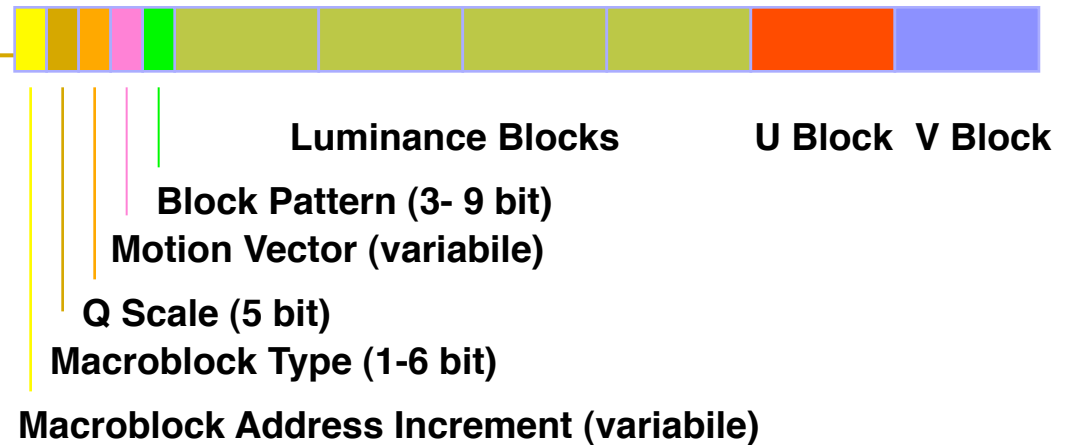 Luminance Blocks U Block V Block
Block Pattern (3- 9 bit)
Motion Vector (variabile)
Q Scale (5 bit)
Macroblock Type (1-6 bit)
Macroblock Address Increment (variabile)